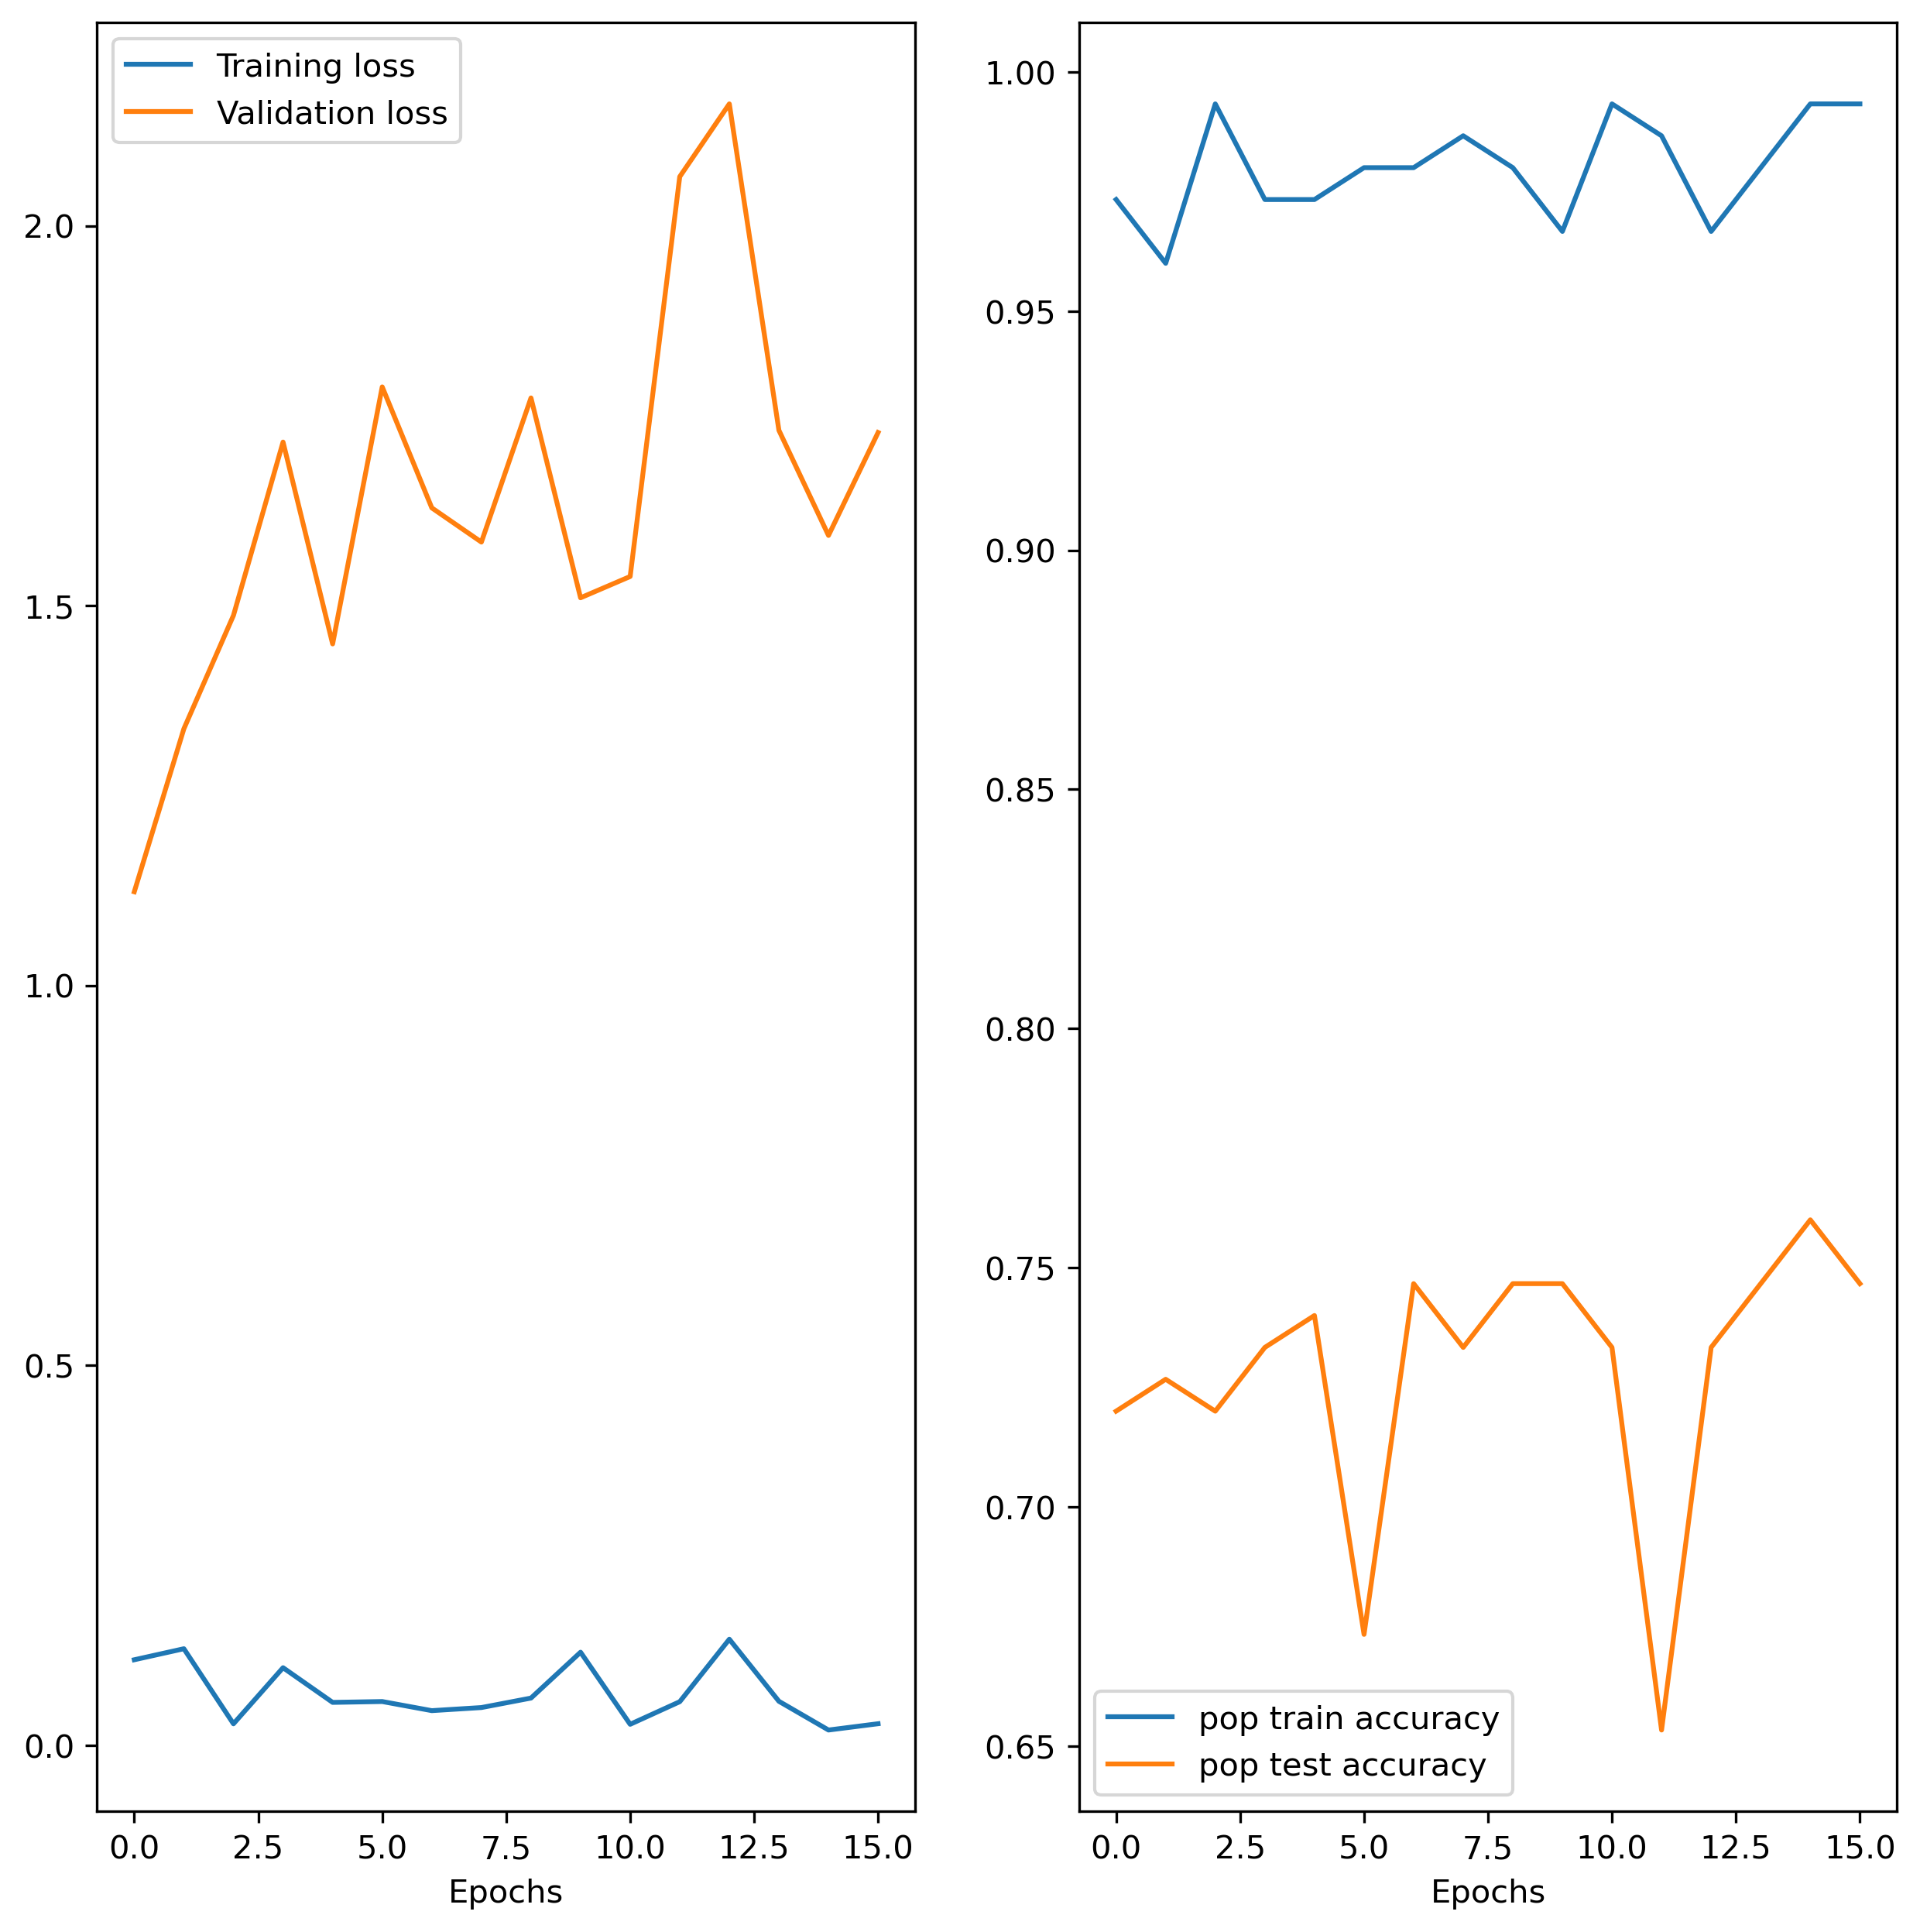 Training loss
Validation loss
2.0
1.5
1.0
0.5
0.0
0.0 2.5 5.0 7.5 10.0 12.5 15.0
Epochs
1.00
0.95
0.90
0.85
0.80
0.75
0.70
0.65
pop train accuracy
pop test accuracy
0.0 2.5 5.0 7.5 10.0 12.5 15.0
Epochs